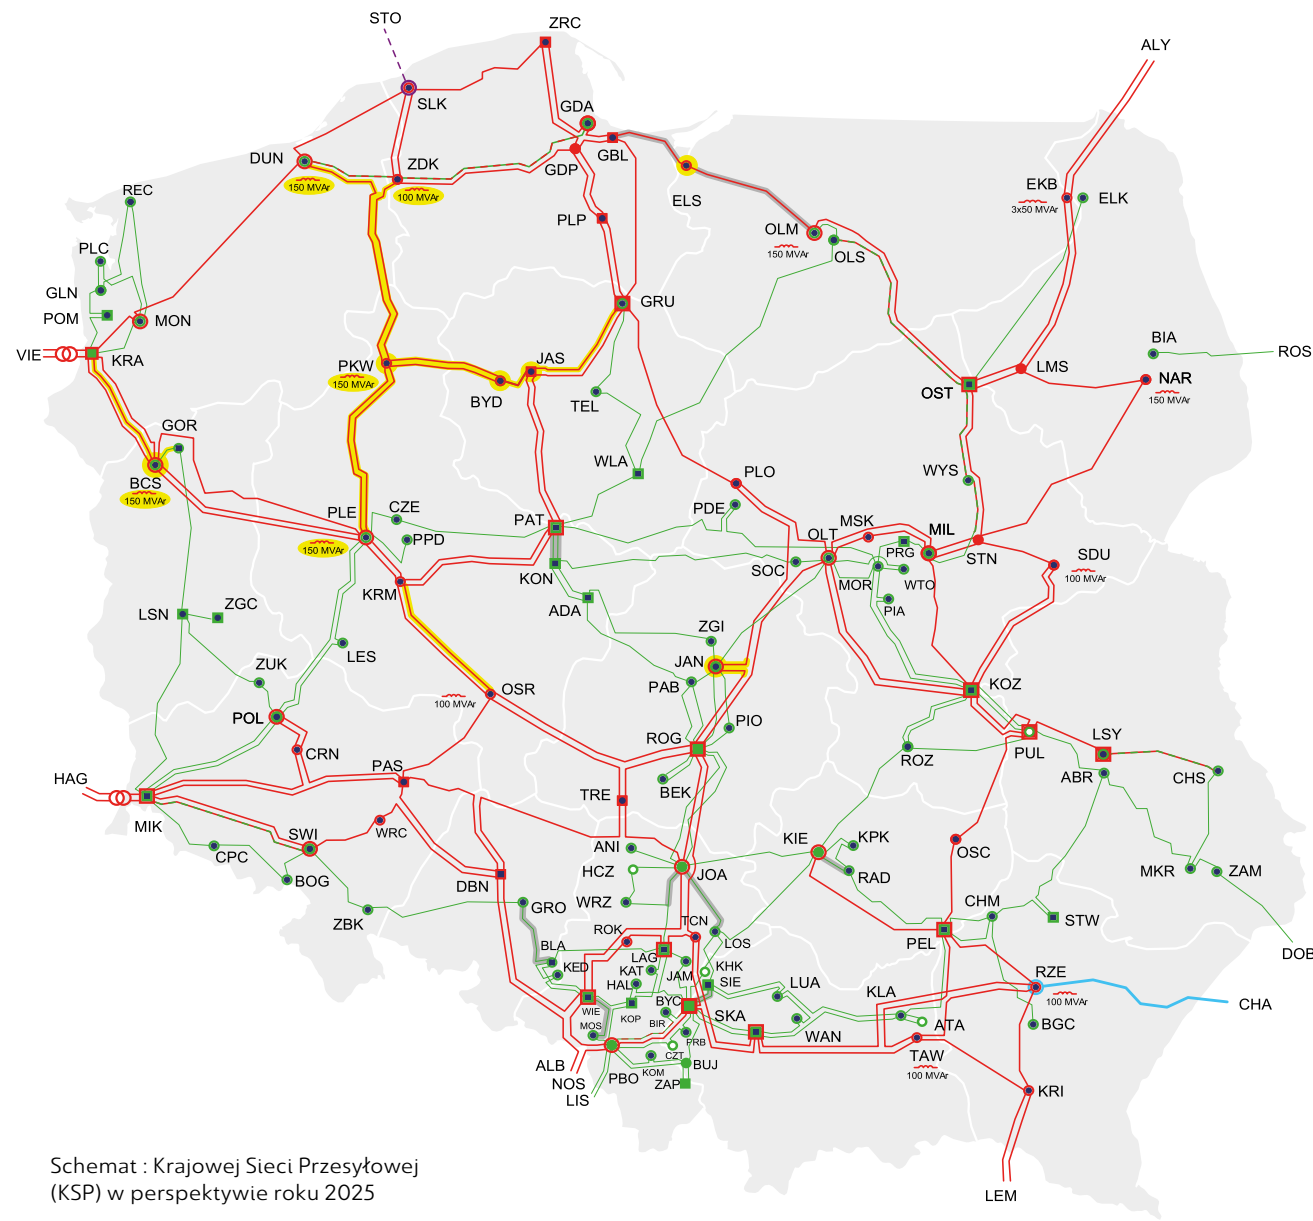 STO
ZRC
ALY
SLK
GDA
GBL
GDP
DUN
150 MVAr
ZDK
100 MVAr
REC
ELS
EKB
3x50 MVAr
ELK
PLP
OLM
150 MVAr
OLS
PLC
GLN
POM
MON
GRU
VIE
KRA
BIA
ROS
PKW
150 MVAr
JAS
BYD
LMS
NAR
150 MVAr
OST
TEL
GOR
WLA
PLO
WYS
BCS
150 MVAr
PLE
150 MVAr
CZE
PPD
PAT
PDE
OLT
MSK
MIL
PRG
STN
SDU
100 MVAr
KRM
KON
SOC
MOR
WTO
PIA
LSN
ZGC
ADA
ZGI
LES
ZUK
JAN
PAB
KOZ
POL
OSR
100 MVAr
PIO
CRN
ROG
ROZ
PUL
LSY
ABR
CHS
HAG
PAS
MIK
TRE
BEK
SWI
WRC
ANI
KIE
KPK
OSC
CPC
BOG
DBN
HCZ
JOA
RAD
MKR
ZAM
ZBK
GRO
WRZ
CHM
STW
ROK
TCN
LOS
PEL
DOB
BLA
KED
LAG
KAT
JAM
HAL
KHK
SIE
LUA
RZE
100 MVAr
CHA
WIE
KOP
BYC
BIR
SKA
WAN
KLA
ATA
BGC
MOS
PRB
CZT
TAW
100 MVAr
ALB
NOS
LIS
PBO
KOM
BUJ
ZAP
KRI
LEM
Schemat : Krajowej Sieci Przesyłowej
(KSP) w perspektywie roku 2025